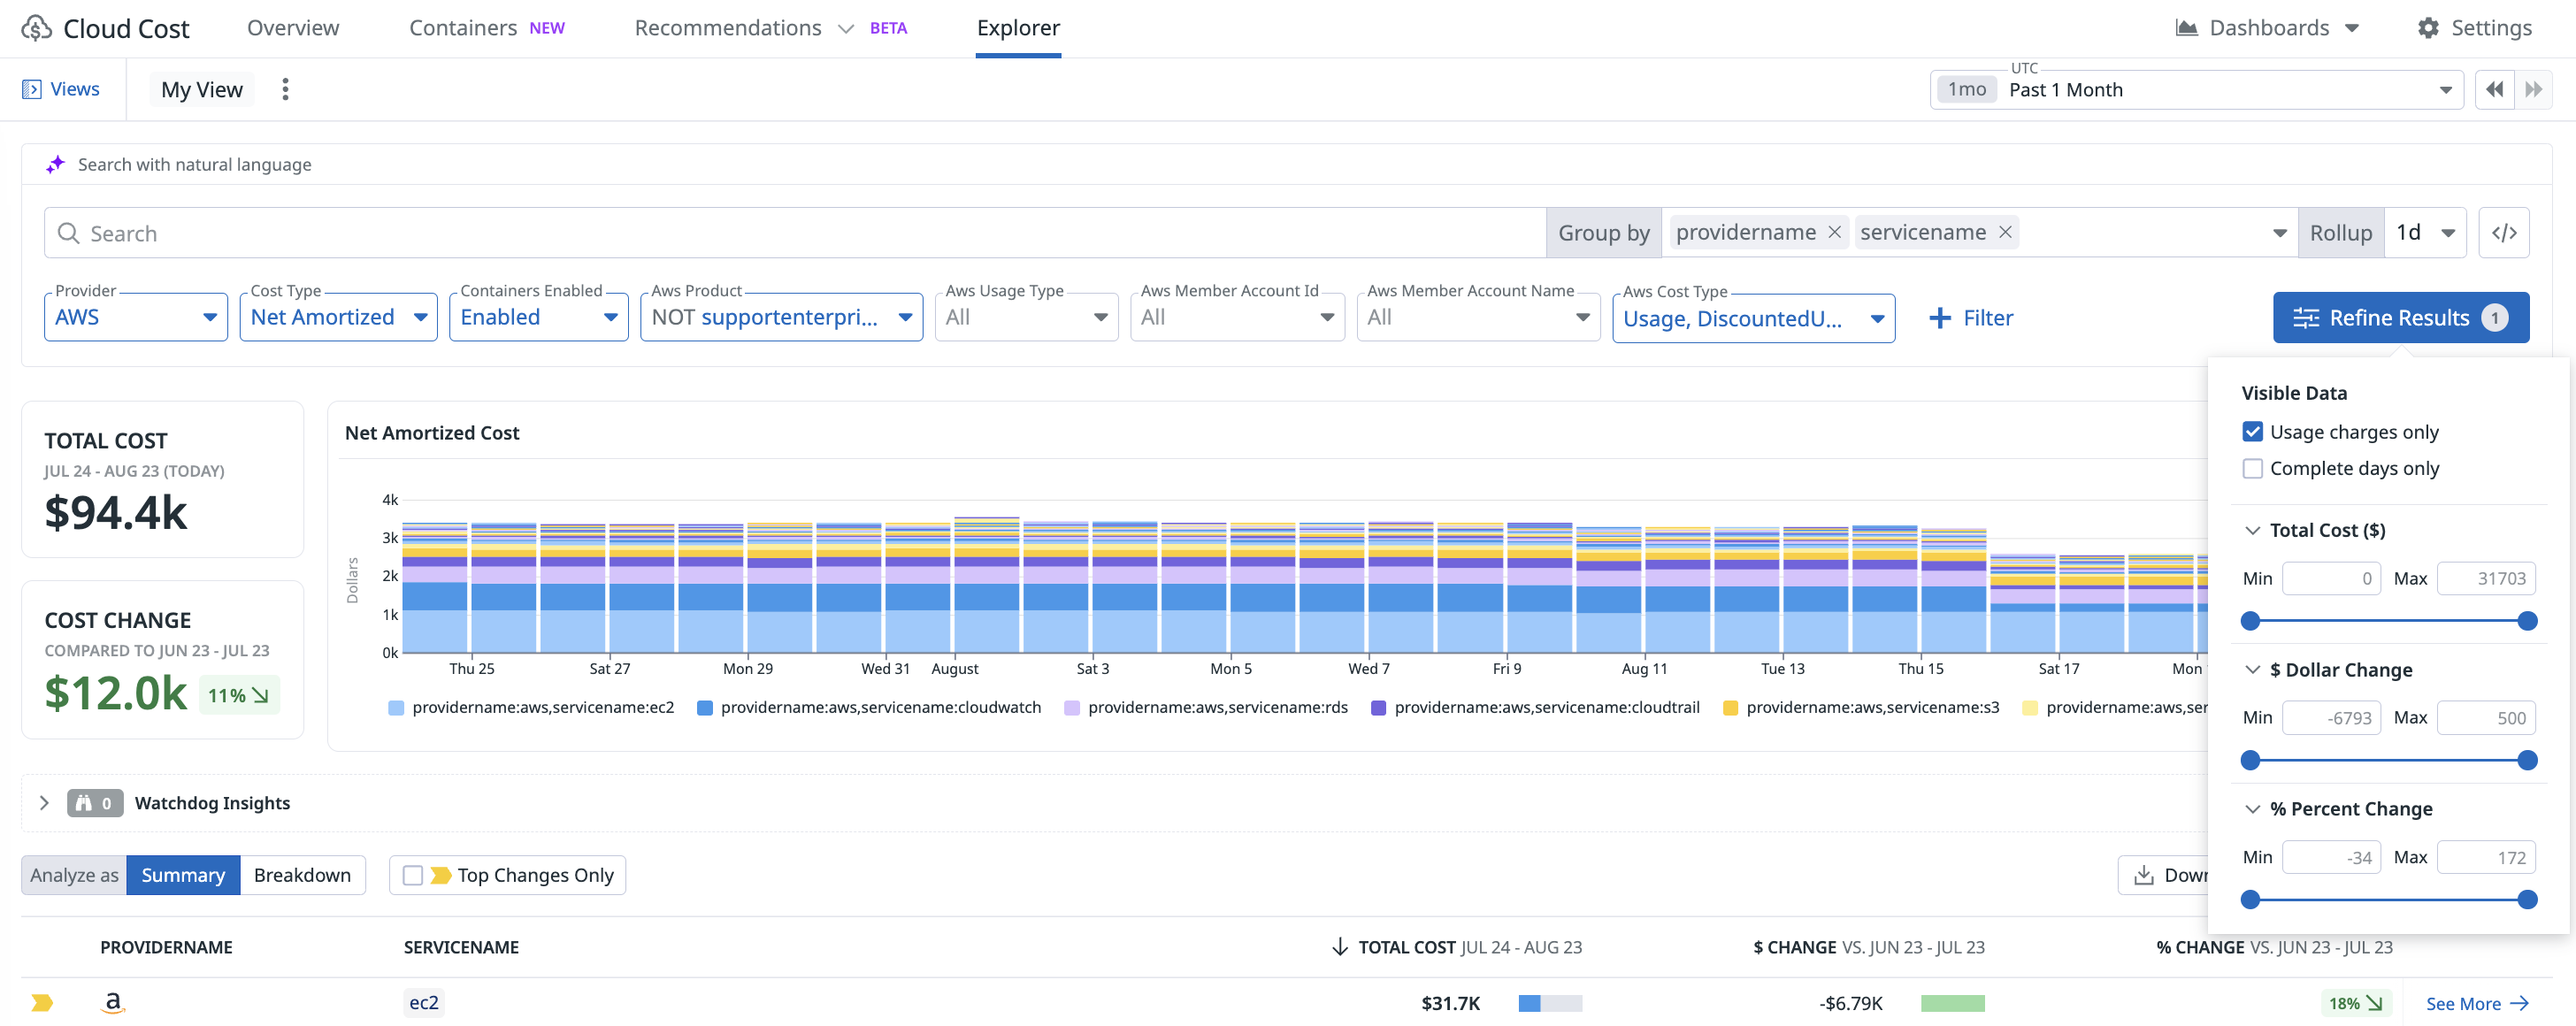 Cloud Cost Overview Containers NEW Recommendations BETA Explorer Dashboards Settings
Views My View 1mo UTC Past 1 Month
Search with natural language
Search Group by providername servicename Rollup 1d </>
Provider Cost Type Containers Enabled Aws Product Aws Usage Type Aws Member Account Id Aws Member Account Name Aws Cost Type
AWS Net Amortized Enabled NOT supportenterpri... All All All Usage, DiscountedU... + Filter Refine Results 1
TOTAL COST
JUL 24 - AUG 23 (TODAY)
$94.4k
COST CHANGE
COMPARED TO JUN 23 - JUL 23
$12.0k 11%
Net Amortized Cost
Dollars
4k
3k
2k
1k
0k
Thu 25 Sat 27 Mon 29 Wed 31 August Sat 3 Mon 5 Wed 7 Fri 9 Aug 11 Tue 13 Thu 15 Sat 17 Mon
providername:aws,servicename:ec2 providername:aws,servicename:cloudwatch providername:aws,servicename:rds providername:aws,servicename:cloudtrail providername:aws,servicename:s3 providername:aws,ser
Visible Data
Usage charges only
Complete days only
Total Cost ($)
Min 0 Max 31703
$ Dollar Change
Min -6793 Max 500
% Percent Change
Min -34 Max 172
0 Watchdog Insights
Analyze as Summary Breakdown Top Changes Only Down
PROVIDERNAME SERVICENAME TOTAL COST JUL 24 - AUG 23 $ CHANGE VS. JUN 23 - JUL 23 % CHANGE VS. JUN 23 - JUL 23
a ec2 $31.7K -$6.79K 18% See More